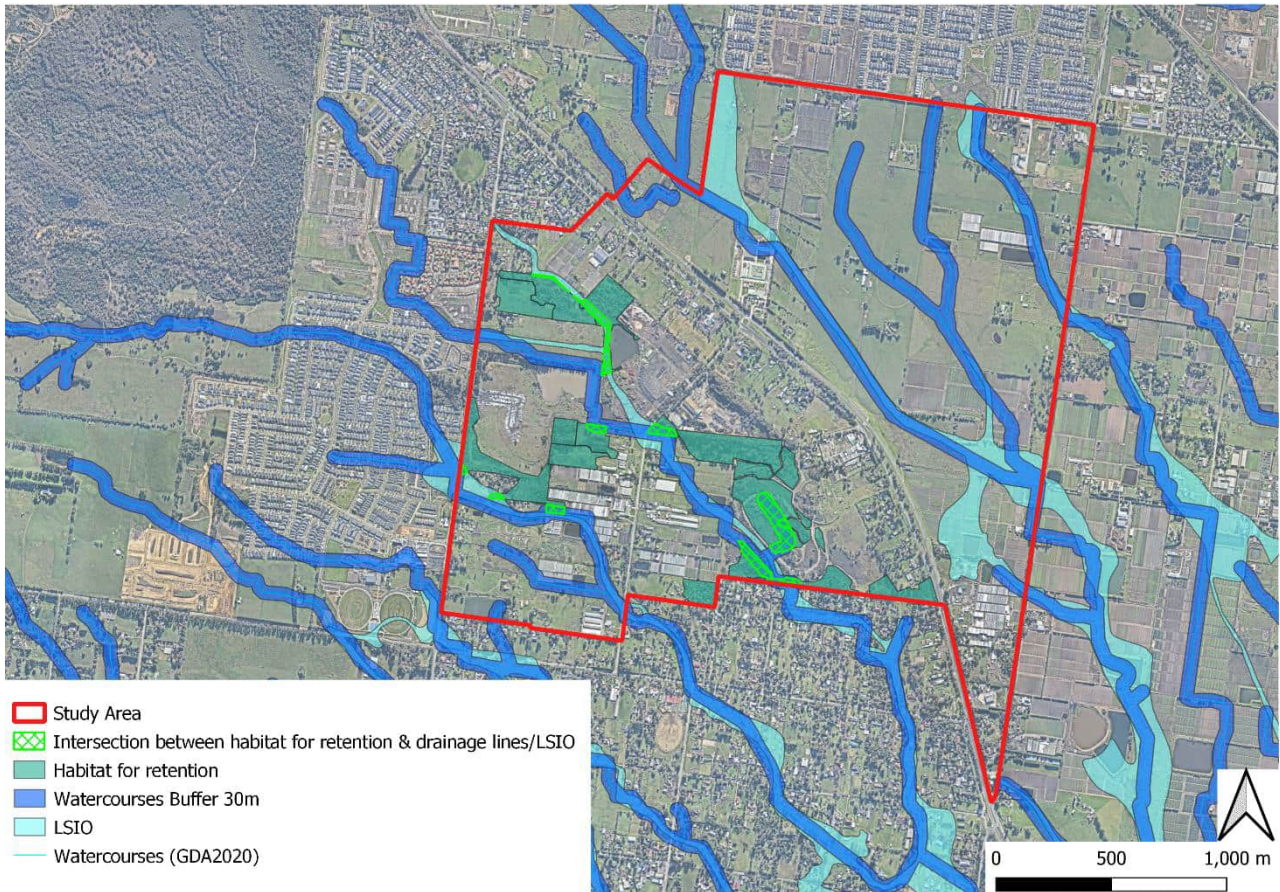 Study Area
Intersection between habitat for retention & drainage lines/LSIO
Habitat for retention
Watercourses Buffer 30m
LSIO
Watercourses (GDA2020)
0 500 1,000 m